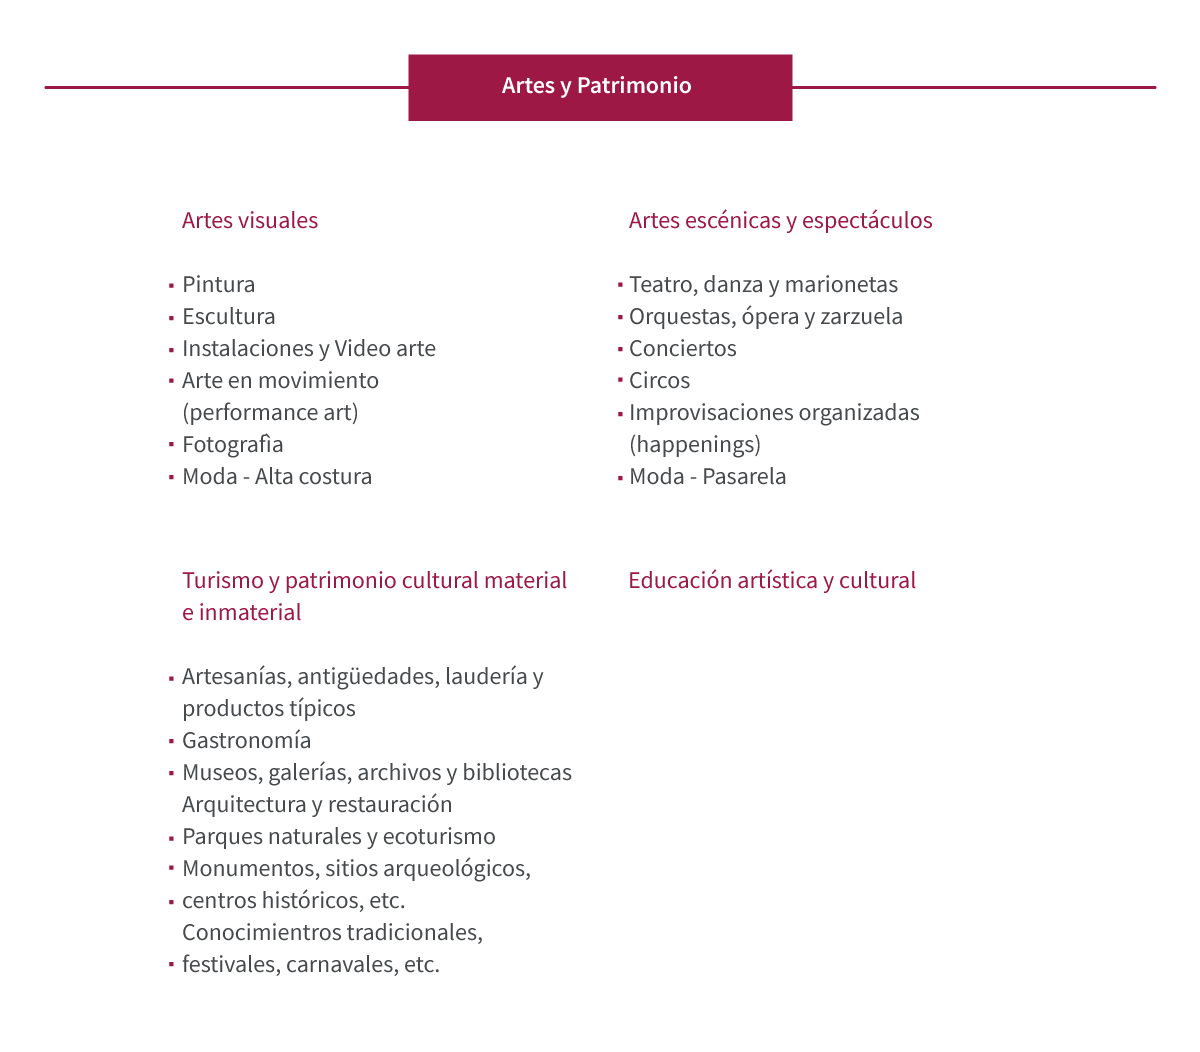 Artes y Patrimonio
Artes visuales
▪ Pintura
▪ Escultura
▪ Instalaciones y Video arte
▪ Arte en movimiento
(performance art)
▪ Fotografìa
▪ Moda - Alta costura
Artes escénicas y espectáculos
▪ Teatro, danza y marionetas
▪ Orquestas, ópera y zarzuela
▪ Conciertos
▪ Circos
▪ Improvisaciones organizadas
(happenings)
▪ Moda - Pasarela
Turismo y patrimonio cultural material
e inmaterial
▪ Artesanías, antigüedades, laudería y
productos típicos
▪ Gastronomía
▪ Museos, galerías, archivos y bibliotecas
Arquitectura y restauración
▪ Parques naturales y ecoturismo
▪ Monumentos, sitios arqueológicos,
▪ centros históricos, etc.
Conocimientros tradicionales,
▪ festivales, carnavales, etc.
Educación artística y cultural